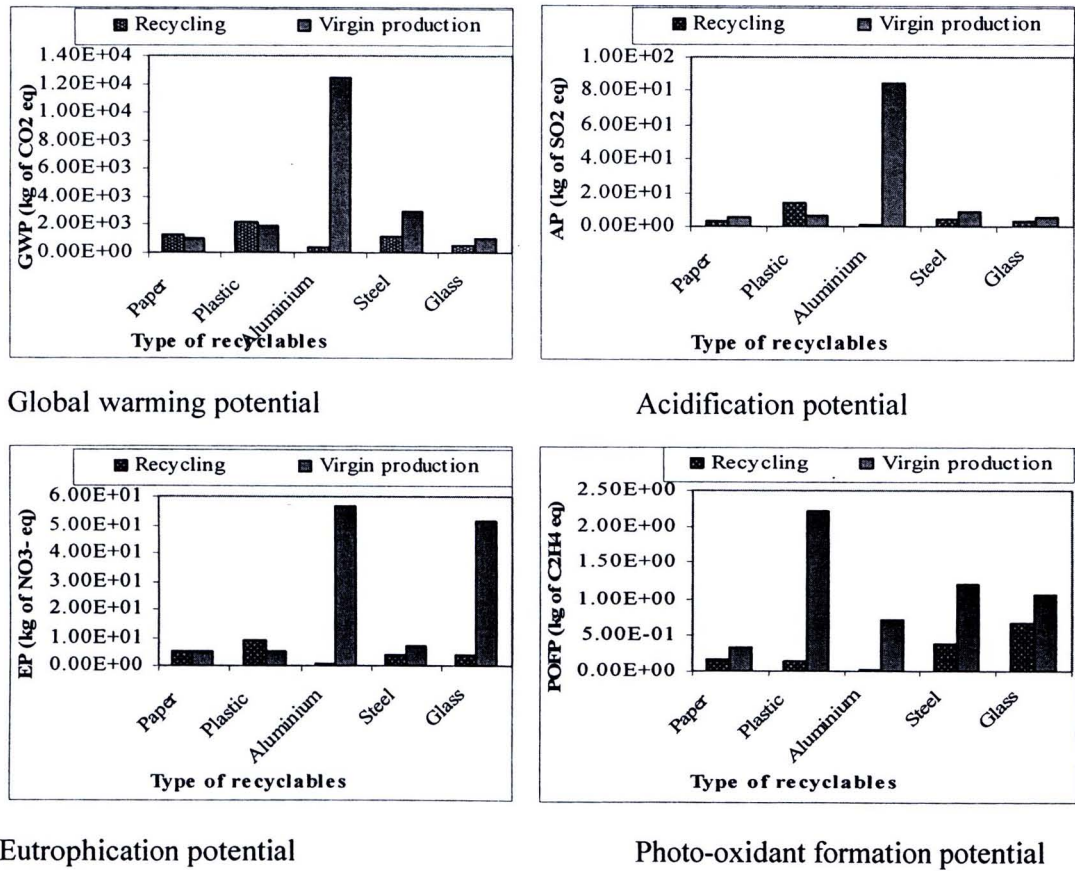 Recycling Virgin production
GWP (kg of CO2 eq)
1.40E+04
1.20E+04
1.00E+04
8.00E+03
6.00E+03
4.00E+03
2.00E+03
0.00E+00
Paper Plastic Aluminium Steel Glass
Type of recyclables
Global warming potential
Recycling Virgin production
AP (kg of SO2 eq)
1.00E+02
8.00E+01
6.00E+01
4.00E+01
2.00E+01
0.00E+00
Paper Plastic Aluminium Steel Glass
Type of recyclables
Acidification potential
Recycling Virgin production
EP (kg of NO3- eq)
6.00E+01
5.00E+01
4.00E+01
3.00E+01
2.00E+01
1.00E+01
0.00E+00
Paper Plastic Aluminium Steel Glass
Type of recyclables
Eutrophication potential
Recycling Virgin production
POFP (kg of C2H4 eq)
2.50E+00
2.00E+00
1.50E+00
1.00E+00
5.00E-01
0.00E+00
Paper Plastic Aluminium Steel Glass
Type of recyclables
Photo-oxidant formation potential